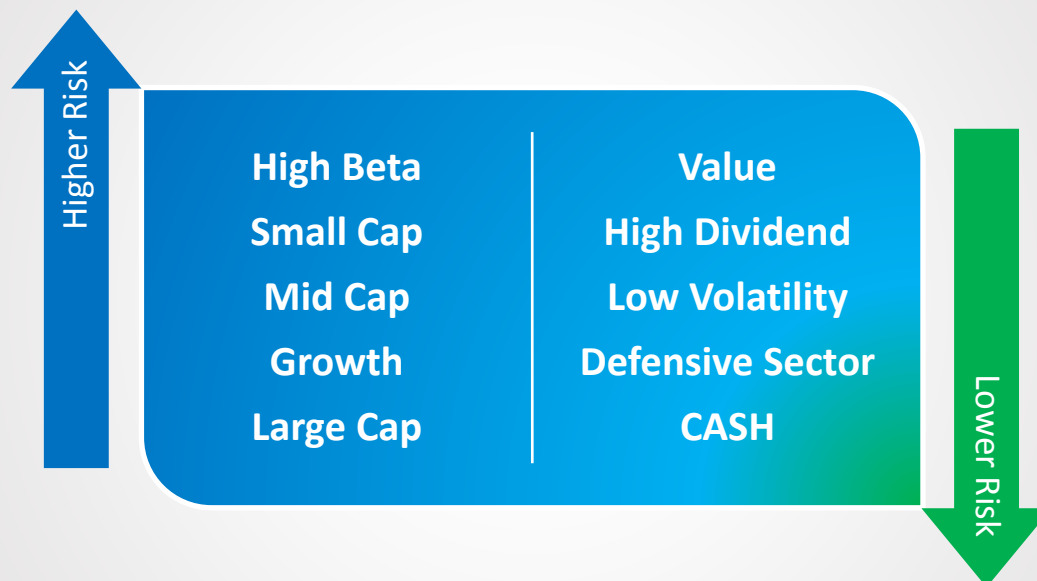 Higher Risk
High Beta
Small Cap
Mid Cap
Growth
Large Cap
Value
High Dividend
Low Volatility
Defensive Sector
CASH
Lower Risk